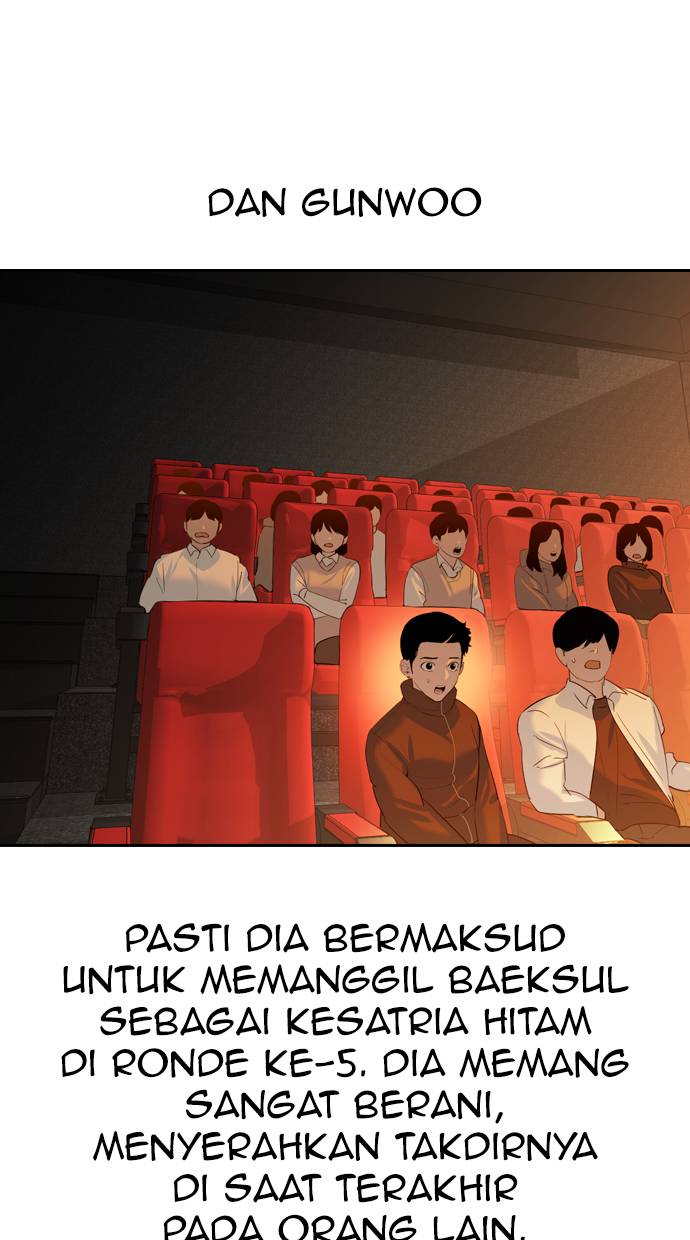 DAN GUNWOO
PASTI DIA BERMAKSUD
UNTUK MEMANGGIL BAEKSUL
SEBAGAI KESATRIA HITAM
DI RONDE KE-5. DIA MEMANG
SANGAT BERANI,
MENYERAHKAN TAKDIRNYA
DI SAAT TERAKHIR
PADA ORANG LAIN.